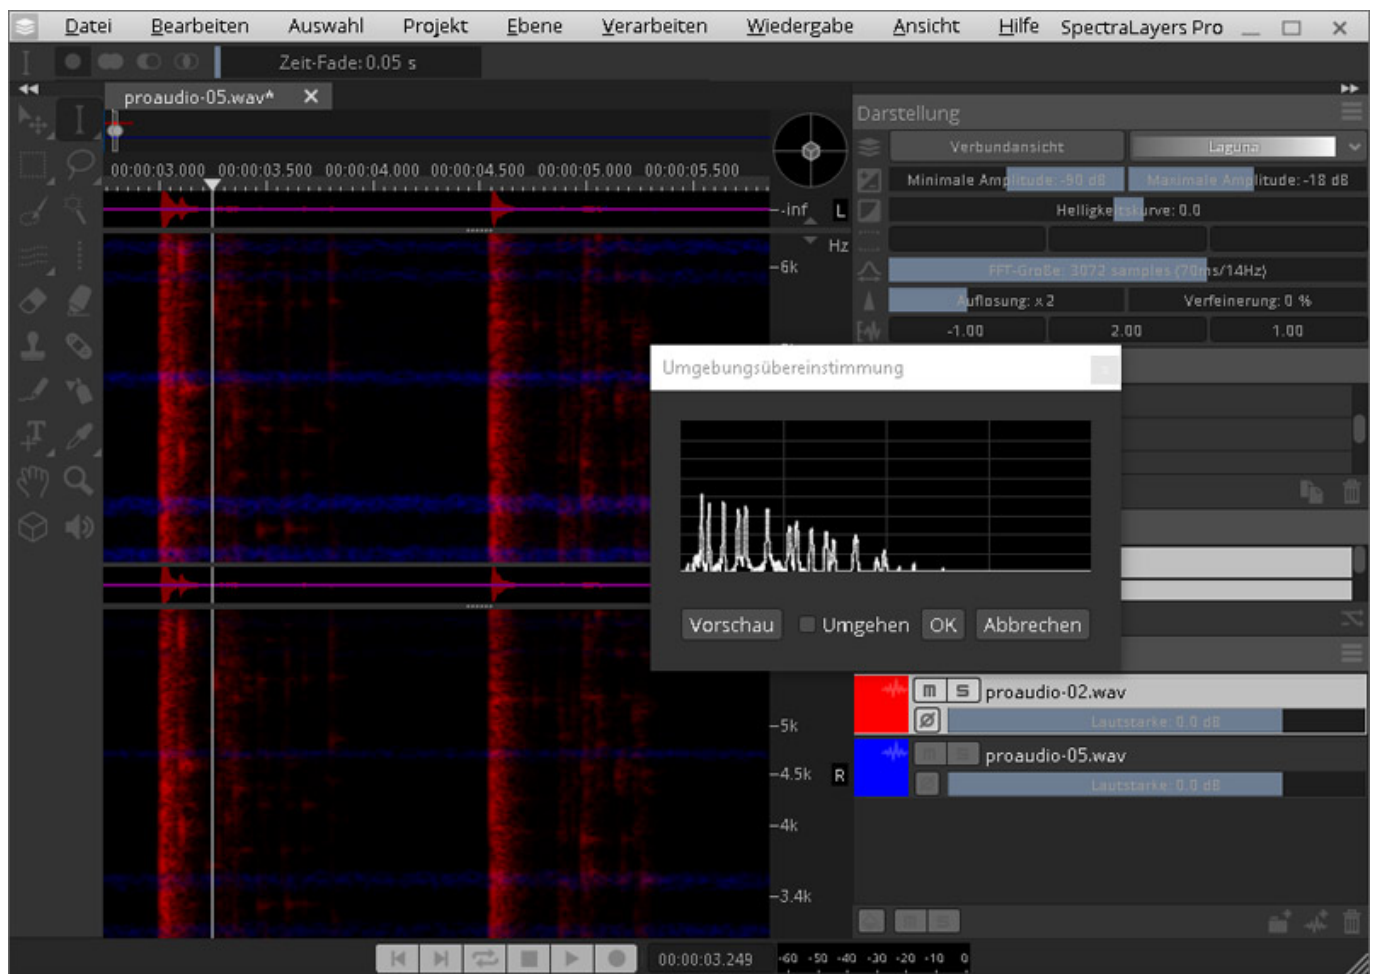 Datei Bearbeiten Auswahl Projekt Ebene Verarbeiten Wiedergabe Ansicht Hilfe SpectraLayers Pro
Zeit-Fade: 0.05 s
proaudio-05.wav*
Darstellung
Verbundansicht Laguna
00:00:03.000 00:00:03.500 00:00:04.000 00:00:04.500 00:00:05.000 00:00:05.500
Minimale Amplitude: -90 dB Maximale Amplitude: -18 dB
-inf L
Helligkeitskurve: 0.0
Hz
6k
FFT-Größe: 3072 samples (70ms/14Hz)
Auflösung: x 2 Verfeinerung: 0 %
-1.00 2.00 1.00
Umgebungsübereinstimmung
Vorschau Umgehen OK Abbrechen
m s proaudio-02.wav
Ø Lautstärke: 0.0 dB
5k
m s proaudio-05.wav
4.5k R
Ø Lautstärke: 0.0 dB
4k
3.4k
m s
00:00:03.249 -60 -50 -40 -30 -20 -10 0